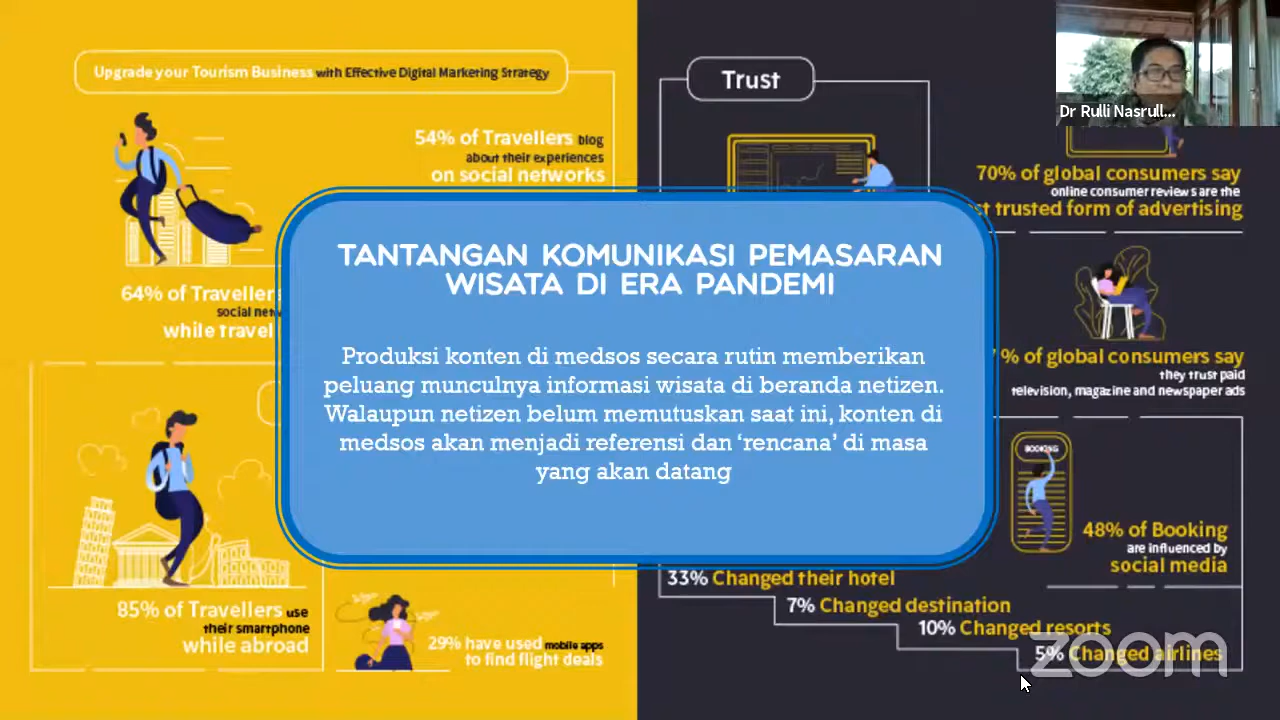 Upgrade your Tourism Business with Effective Digital Marketing Strategy
54% of Travellers blog
about their experiences
on social networks
64% of Travellers
social
while travel
85% of Travellers use
their smartphone
while abroad
29% have used mobile apps
to find flight deals
TANTANGAN KOMUNIKASI PEMASARAN
WISATA DI ERA PANDEMI
Produksi konten di medsos secara rutin memberikan
peluang munculnya informasi wisata di beranda netizen.
Walaupun netizen belum memutuskan saat ini, konten di
medsos akan menjadi referensi dan ‘rencana’ di masa
yang akan datang
Trust
Dr Rulli Nasrull...
70% of global consumers say
online consumer reviews are the
trusted form of advertising
% of global consumers say
they trust paid
television, magazine and newspaper ads
BOOKING
48% of Booking
are influenced by
social media
33% Changed their hotel
7% Changed destination
10% Changed resorts
5% Changed airlines
zoom